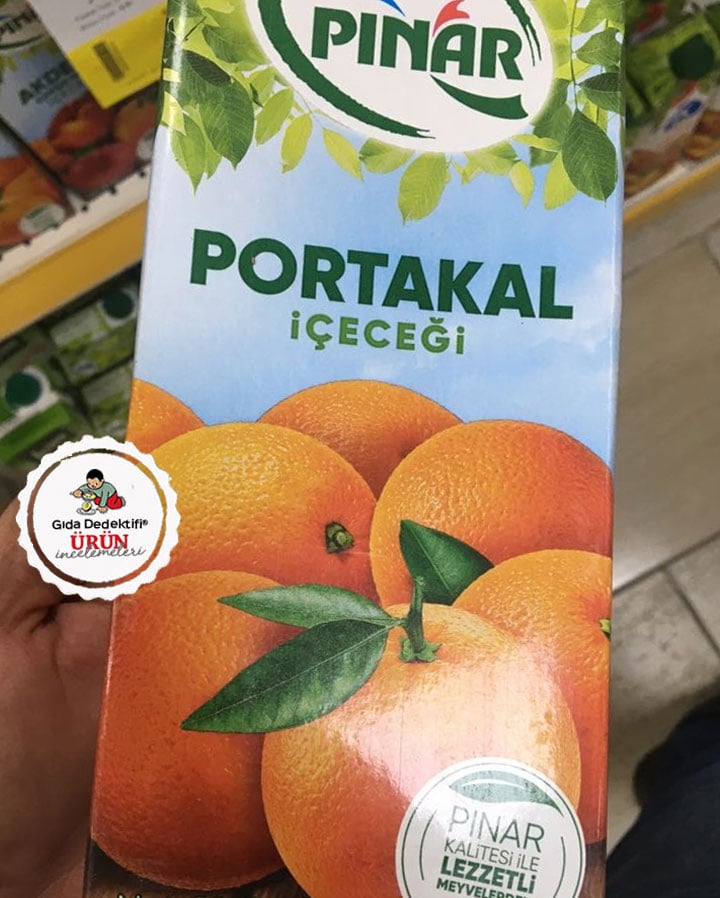 PINAR
PORTAKAL
İÇECEĞİ
Gıda Dedektifi®
ÜRÜN
incelemeleri
PINAR
KALİTESİ İLE
LEZZETLİ